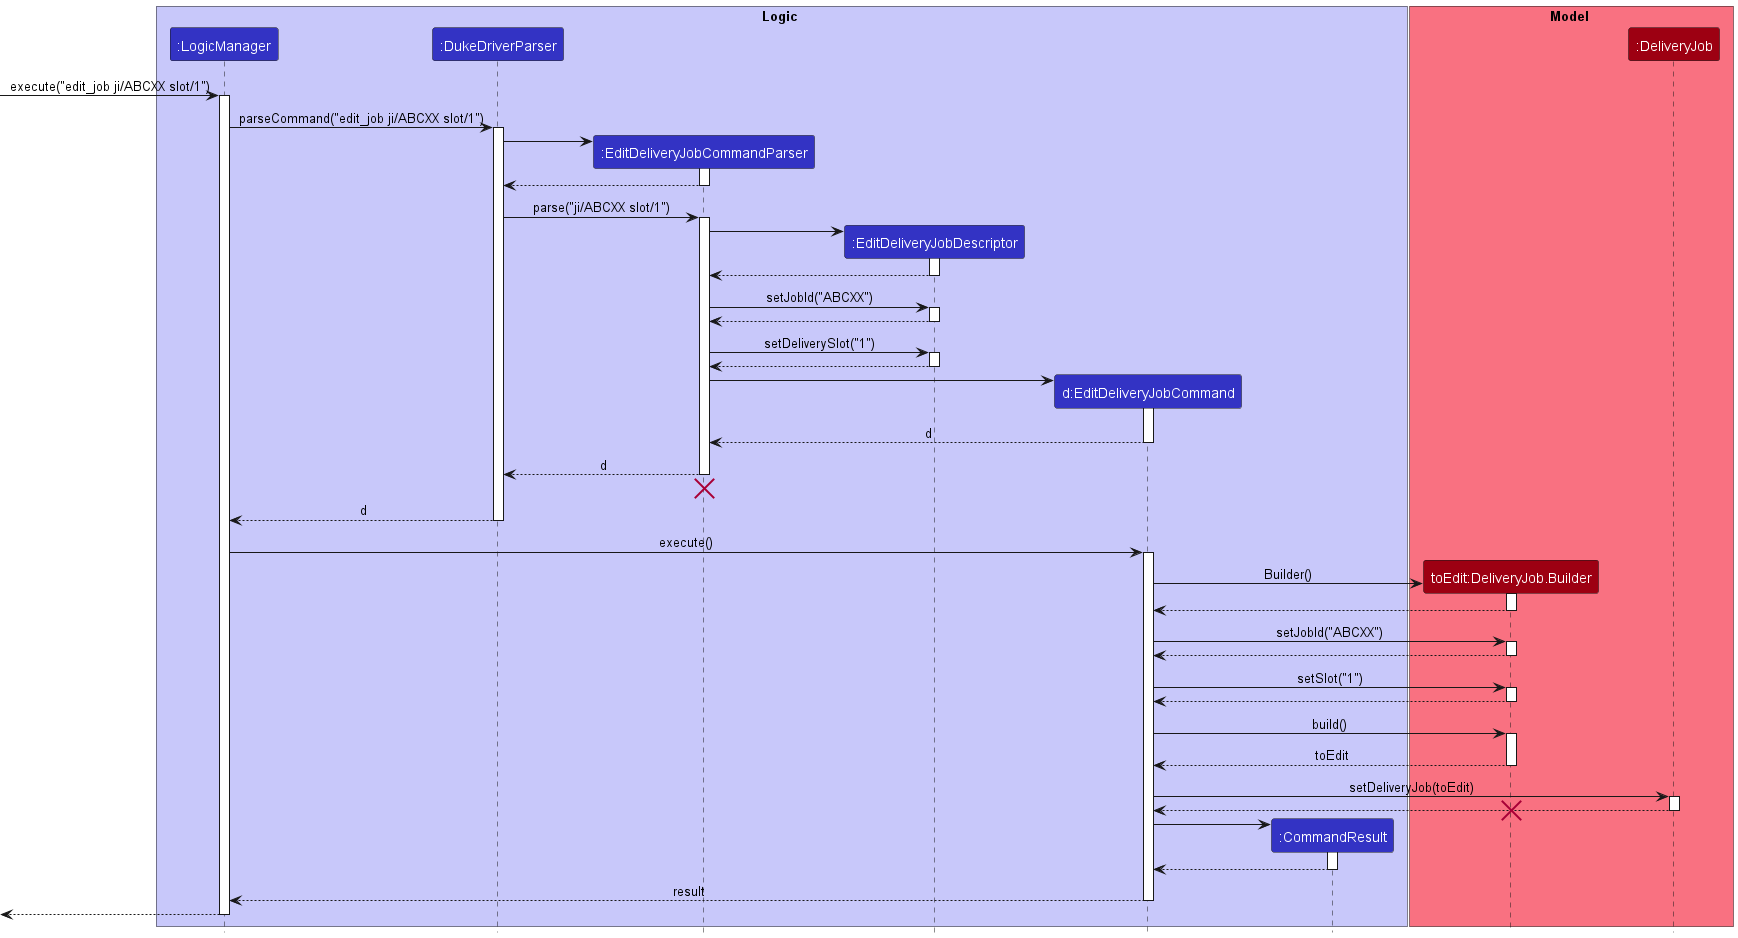 Logic
Model
:LogicManager
:DukeDriverParser
:DeliveryJob
execute("edit_job ji/ABCXX slot/1")
parseCommand("edit_job ji/ABCXX slot/1")
:EditDeliveryJobCommandParser
parse("ji/ABCXX slot/1")
:EditDeliveryJobDescriptor
setJobId("ABCXX")
setDeliverySlot("1")
d:EditDeliveryJobCommand
d
d
d
execute()
Builder()
toEdit:DeliveryJob.Builder
setJobId("ABCXX")
setSlot("1")
build()
toEdit
setDeliveryJob(toEdit)
:CommandResult
result